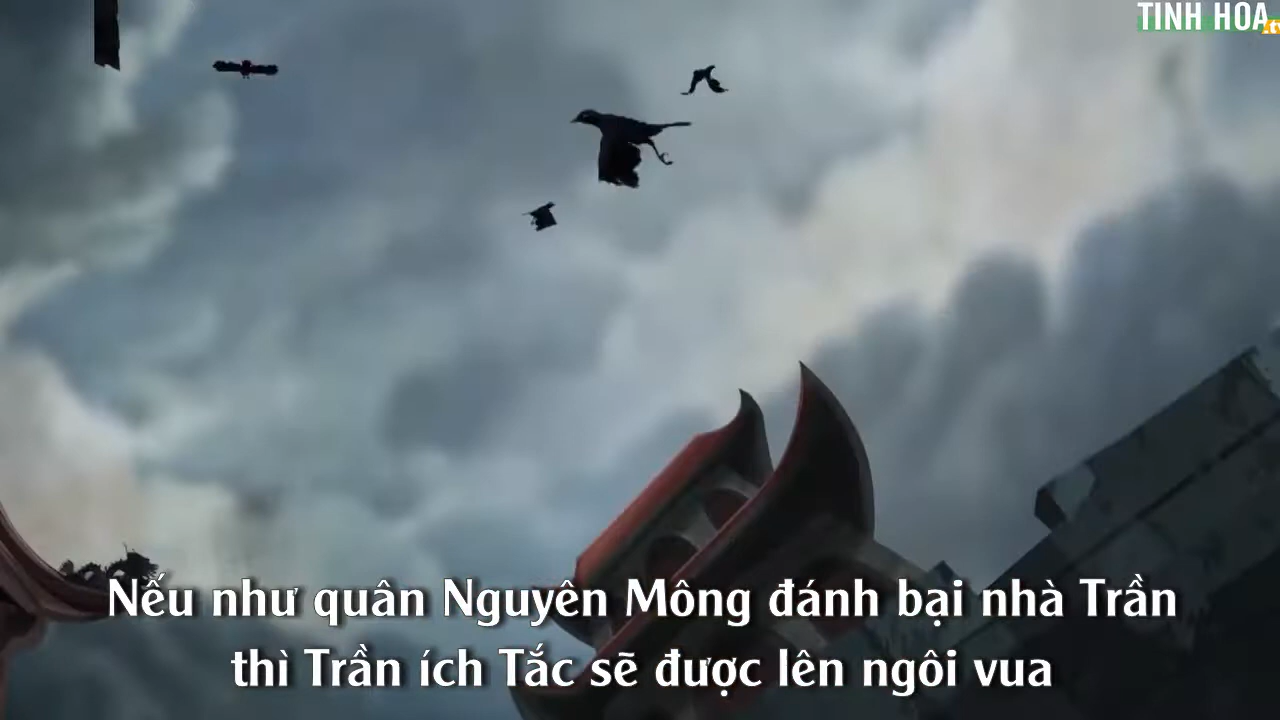 TINH HOA.tv
Nếu như quân Nguyên Mông đánh bại nhà Trần
thì Trần ích Tắc sẽ được lên ngôi vua